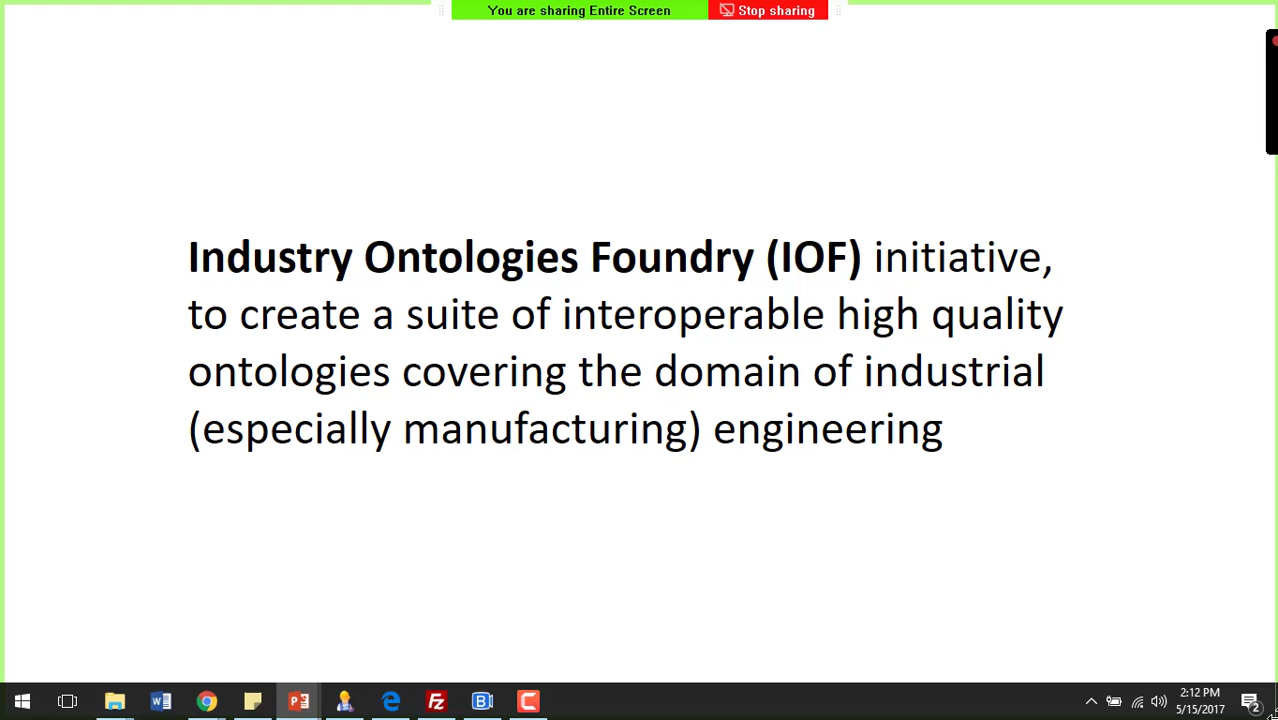 You are sharing Entire Screen Stop sharing
Industry Ontologies Foundry (IOF) initiative,
to create a suite of interoperable high quality
ontologies covering the domain of industrial
(especially manufacturing) engineering
2:12 PM
5/15/2017
2